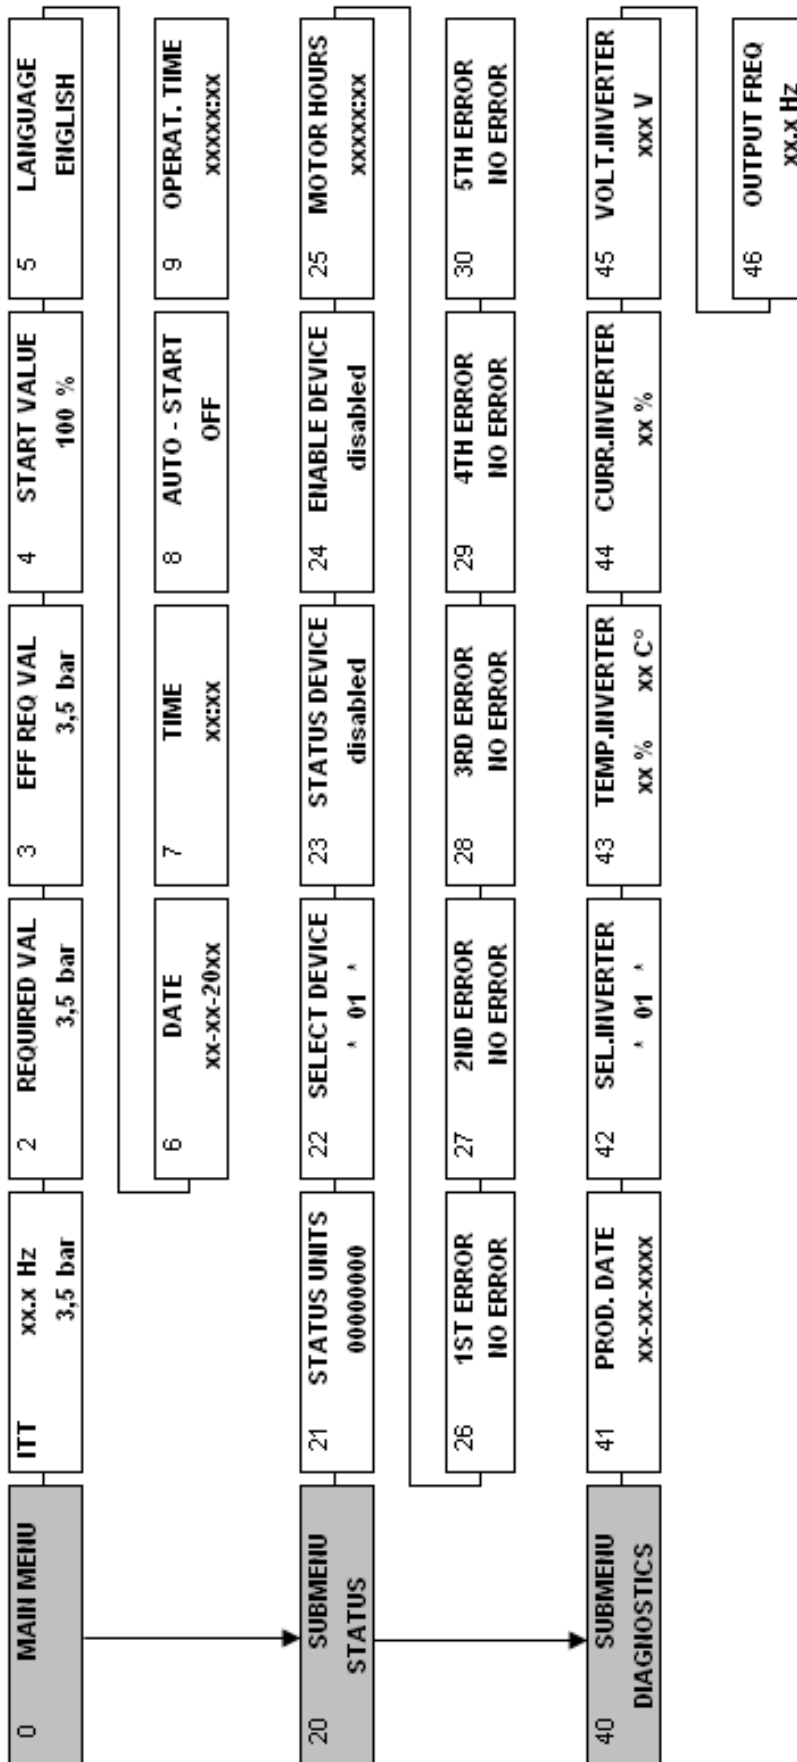 0 MAIN MENU
ITT xx.x Hz
3,5 bar
2 REQUIRED VAL
3,5 bar
3 EFF REQ VAL
3,5 bar
4 START VALUE
100 %
5 LANGUAGE
ENGLISH
6 DATE
xx-xx-20xx
7 TIME
xx:xx
8 AUTO - START
OFF
9 OPERAT. TIME
xxxxx:xx
20 SUBMENU
STATUS
21 STATUS UNITS
00000000
22 SELECT DEVICE
* 01 *
23 STATUS DEVICE
disabled
24 ENABLE DEVICE
disabled
25 MOTOR HOURS
xxxxx:xx
26 1ST ERROR
NO ERROR
27 2ND ERROR
NO ERROR
28 3RD ERROR
NO ERROR
29 4TH ERROR
NO ERROR
30 5TH ERROR
NO ERROR
40 SUBMENU
DIAGNOSTICS
41 PROD. DATE
xx-xx-xxxx
42 SEL.INVERTER
* 01 *
43 TEMP.INVERTER
xx % xx C°
44 CURR.INVERTER
xx %
45 VOLT.INVERTER
xxx V
46 OUTPUT FREQ
xx.x Hz